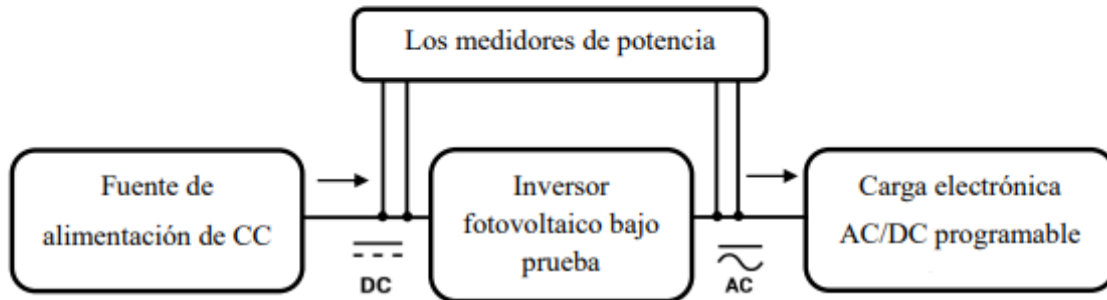 Los medidores de potencia
Fuente de
alimentación de CC
DC
Inversor
fotovoltaico bajo
prueba
AC
Carga electrónica
AC/DC programable